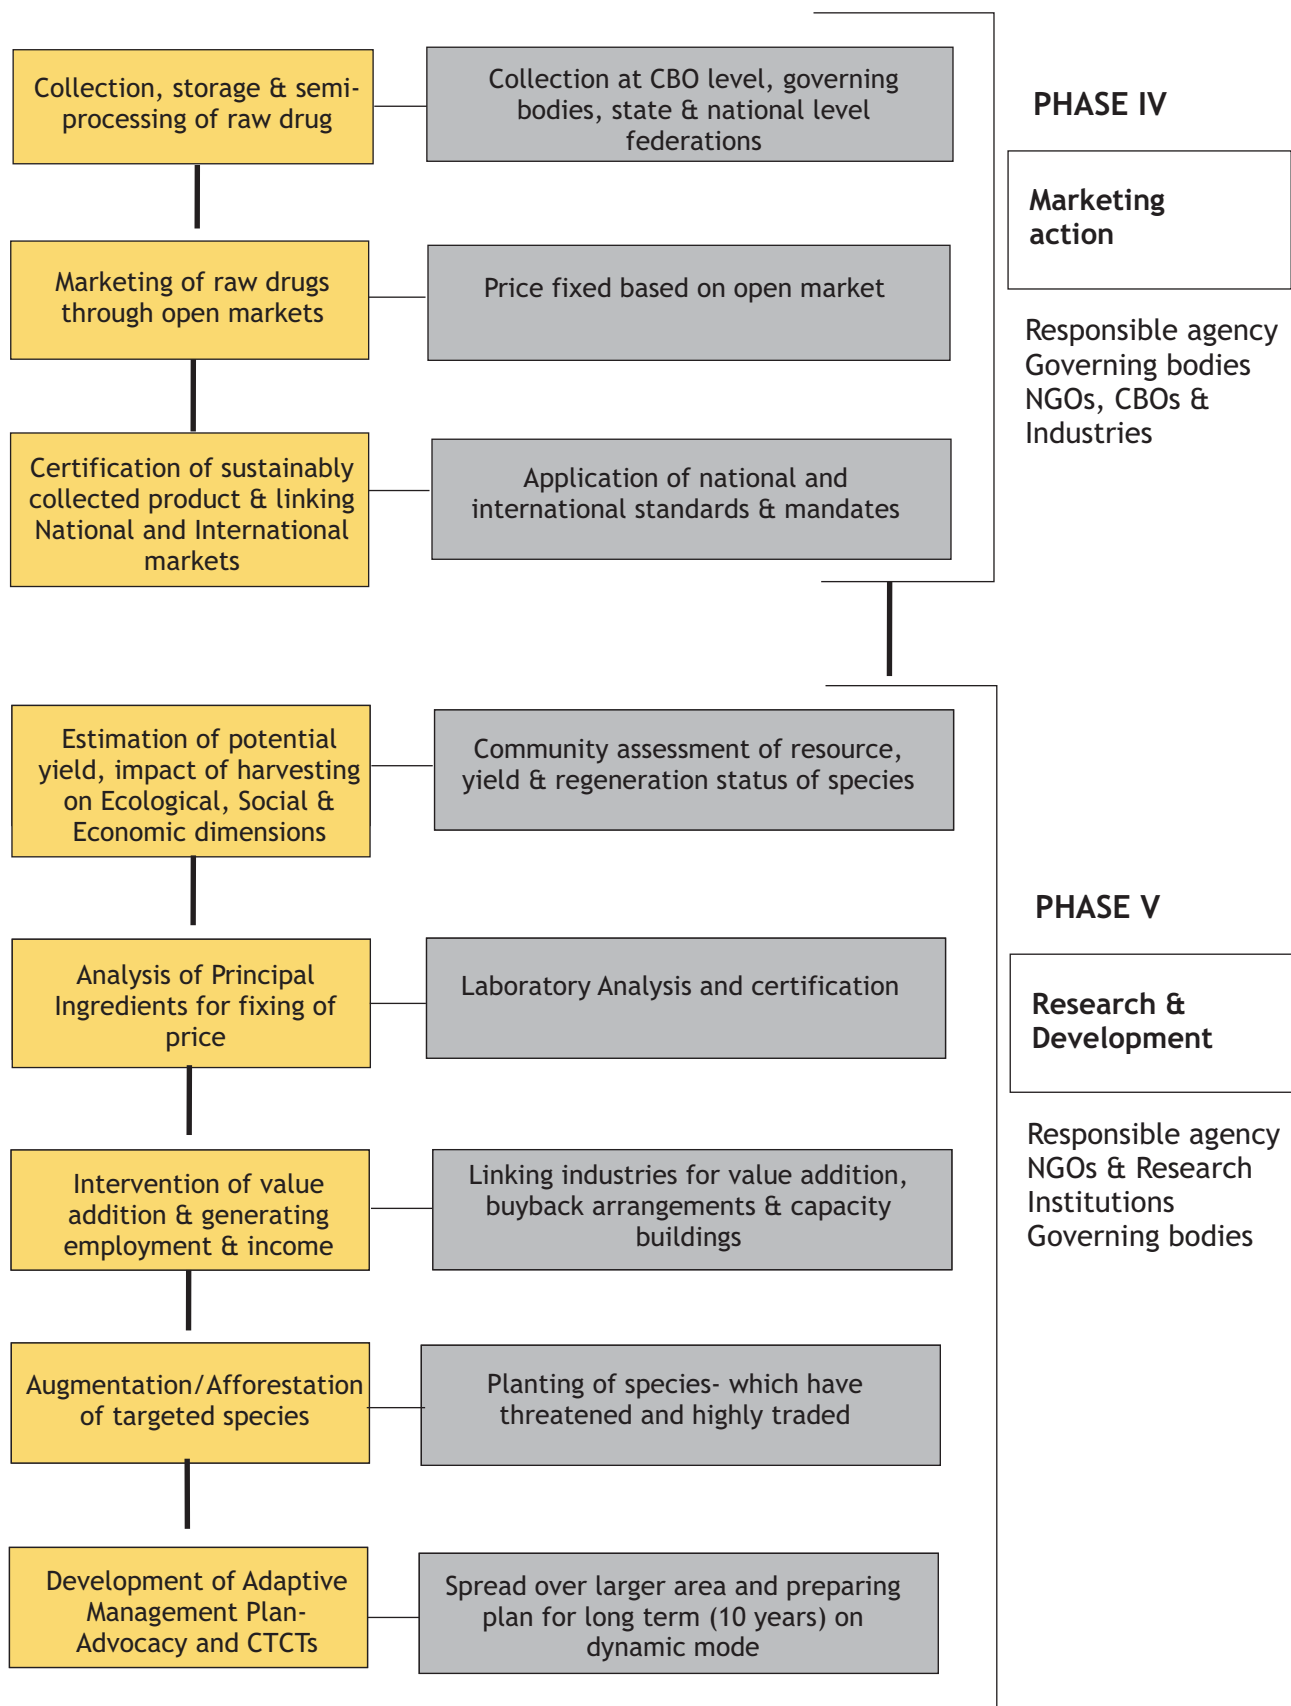 Collection, storage & semi-
processing of raw drug
Collection at CBO level, governing
bodies, state & national level
federations
PHASE IV
Marketing
action
Marketing of raw drugs
through open markets
Price fixed based on open market
Responsible agency
Governing bodies
NGOs, CBOs &
Industries
Certification of sustainably
collected product & linking
National and International
markets
Application of national and
international standards & mandates
Estimation of potential
yield, impact of harvesting
on Ecological, Social &
Economic dimensions
Community assessment of resource,
yield & regeneration status of species
PHASE V
Analysis of Principal
Ingredients for fixing of
price
Laboratory Analysis and certification
Research &
Development
Responsible agency
NGOs & Research
Institutions
Governing bodies
Intervention of value
addition & generating
employment & income
Linking industries for value addition,
buyback arrangements & capacity
buildings
Augmentation/Afforestation
of targeted species
Planting of species- which have
threatened and highly traded
Development of Adaptive
Management Plan-
Advocacy and CTCTs
Spread over larger area and preparing
plan for long term (10 years) on
dynamic mode